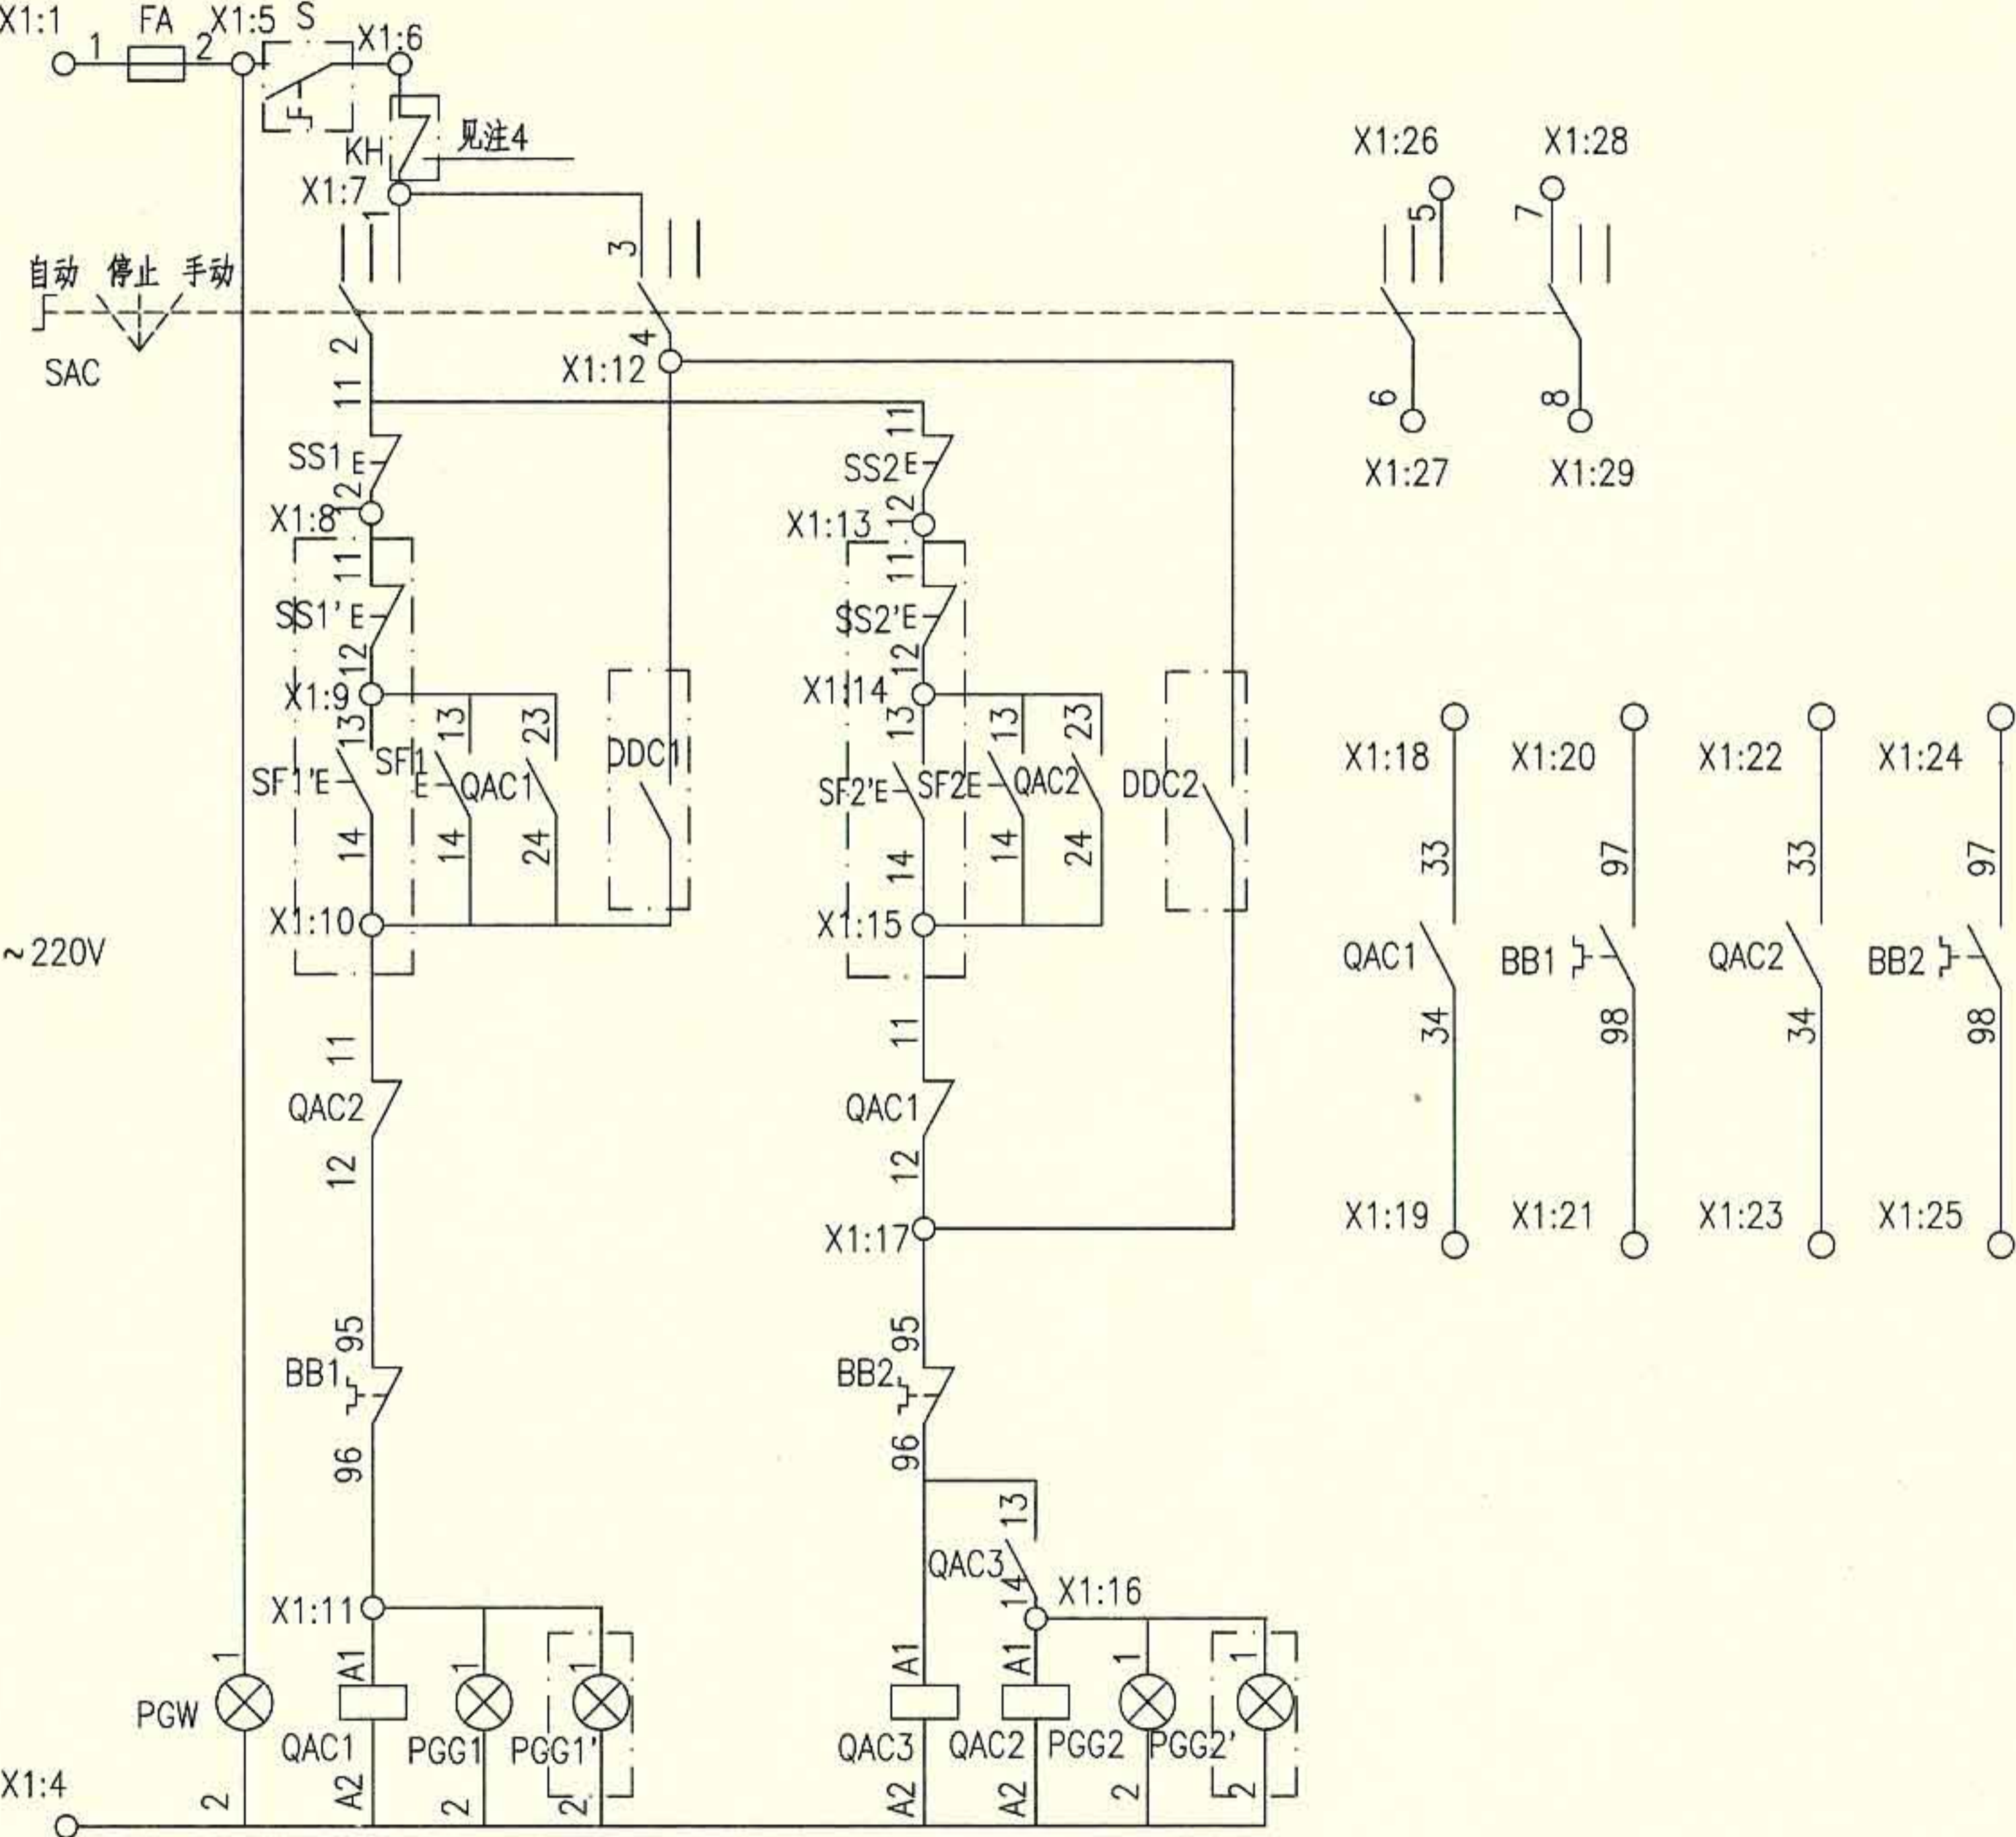 X1:1 1 FA 2 X1:5 S X1:6
KH 见注4
X1:7
1 3
X1:26 X1:28
5 7
自动 停止 手动
SAC
2 4
X1:12
6 8
X1:27 X1:29
11 11
SS1 E SS2 E
12 12
X1:8 X1:13
11 11
SS1' E SS2' E
12 12
X1:9 X1:14
13 13 23 13 13 23
SF1' E SF1 E QAC1 DDC1 SF2' E SF2 E QAC2 DDC2
14 14 24 14 14 24
X1:10 X1:15
X1:18 X1:20 X1:22 X1:24
33 97 33 97
QAC1 BB1 QAC2 BB2
34 98 34 98
X1:19 X1:21 X1:23 X1:25
~220V
11 11
QAC2 QAC1
12 12
X1:17
95 95
BB1 BB2
96 96
13
QAC3
14
X1:11 X1:16
1 A1 1 1 A1 A1 1 1
PGW QAC1 PGG1 PGG1' QAC3 QAC2 PGG2 PGG2'
2 A2 2 2 A2 A2 2 2
X1:4